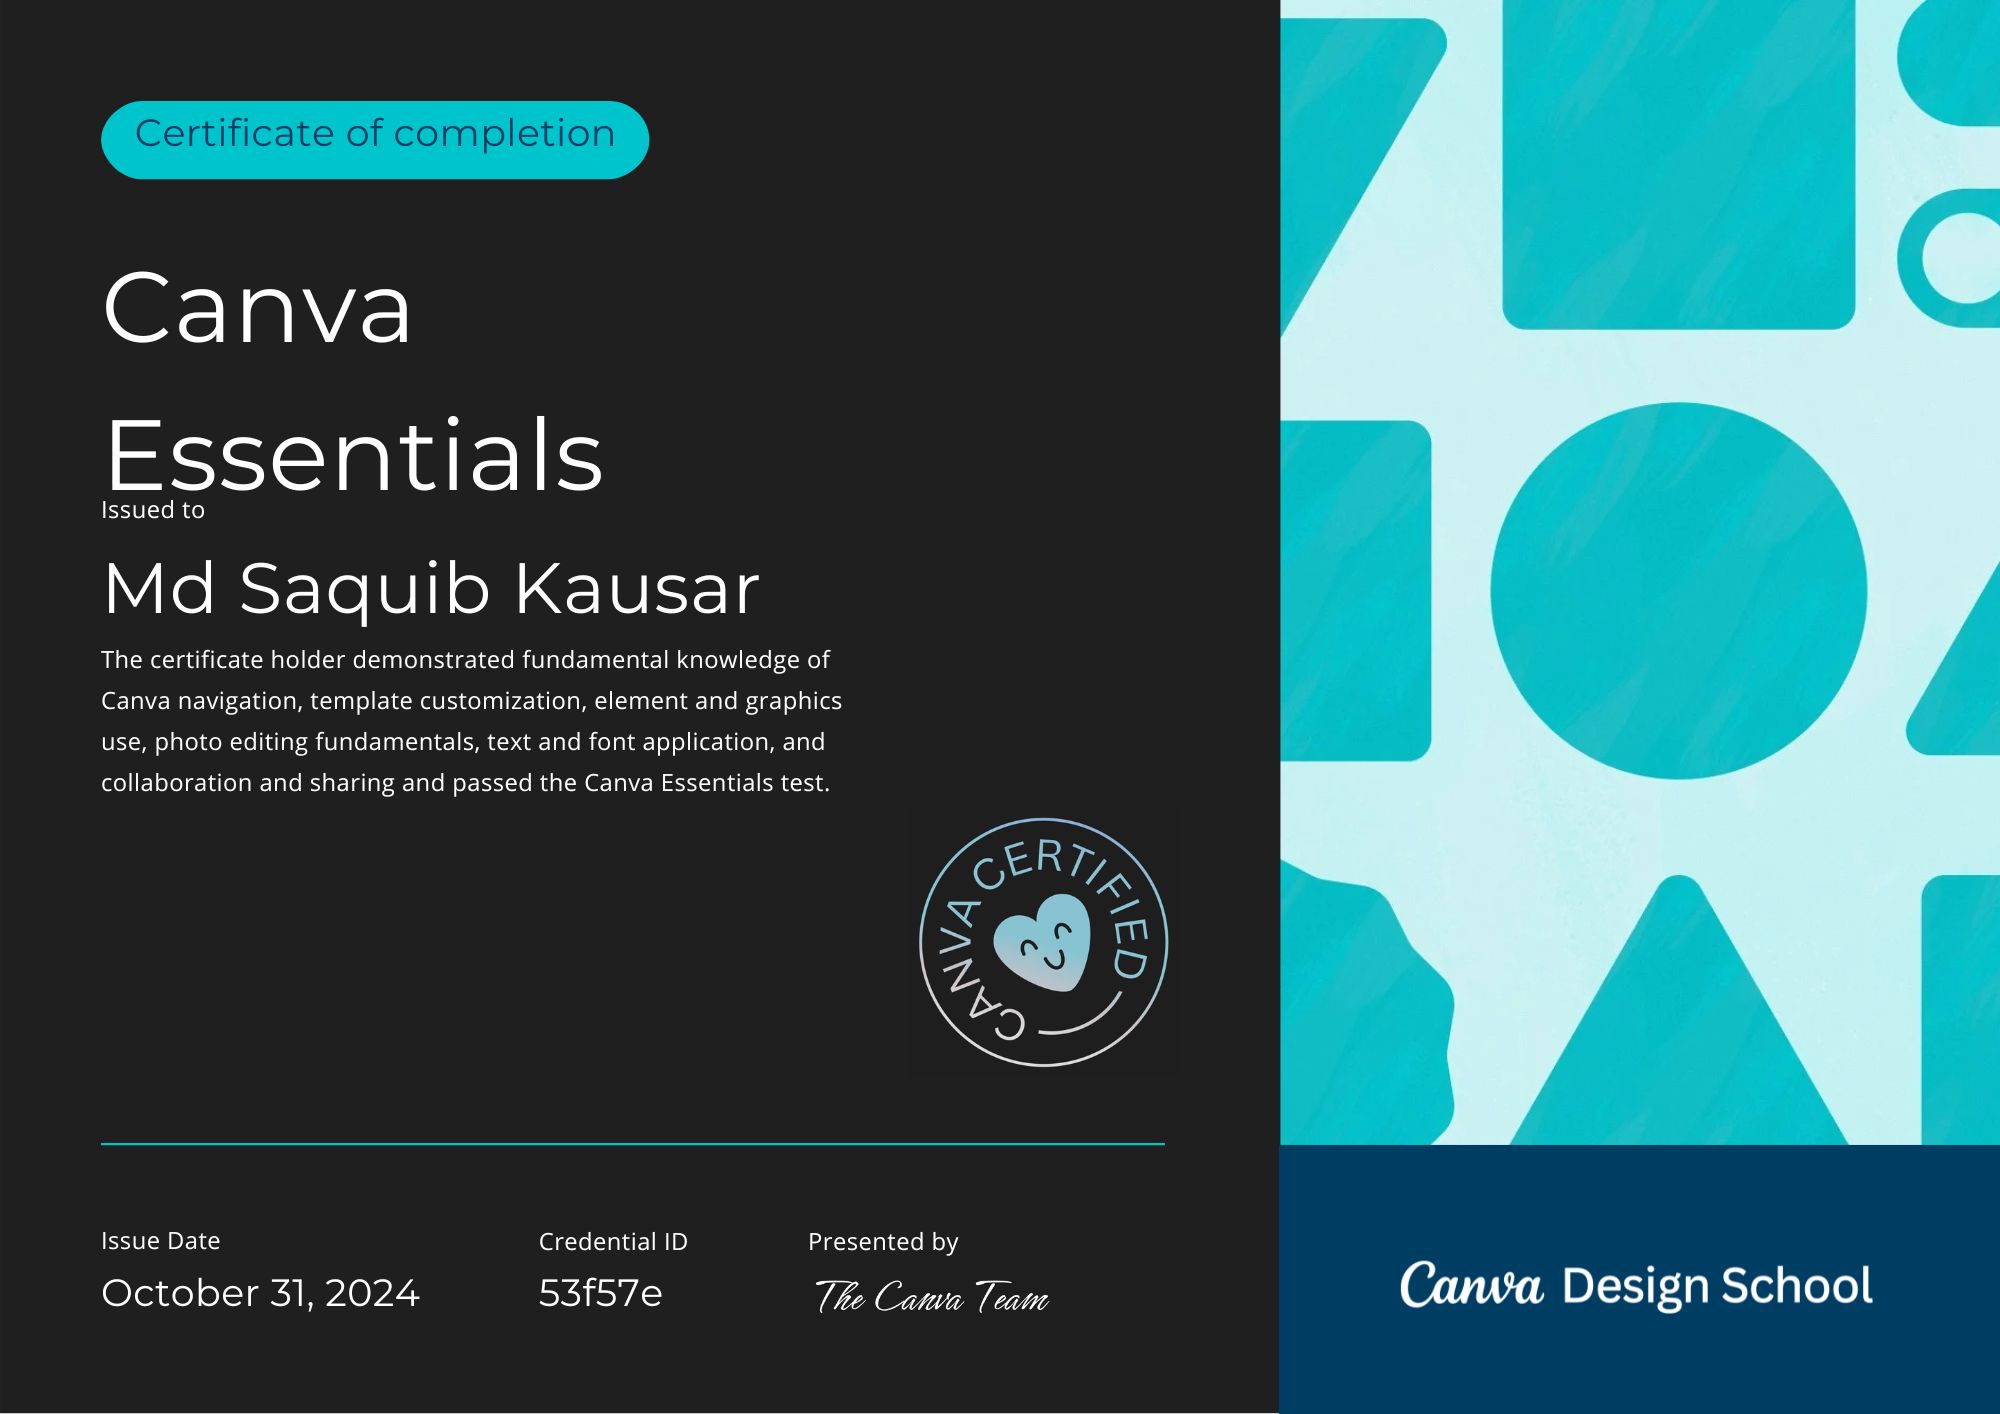 Certificate of completion
Canva
Essentials
Issued to
Md Saquib Kausar
The certificate holder demonstrated fundamental knowledge of
Canva navigation, template customization, element and graphics
use, photo editing fundamentals, text and font application, and
collaboration and sharing and passed the Canva Essentials test.
CANVA CERTIFIED
Issue Date
October 31, 2024
Credential ID
53f57e
Presented by
The Canva Team
Canva Design School